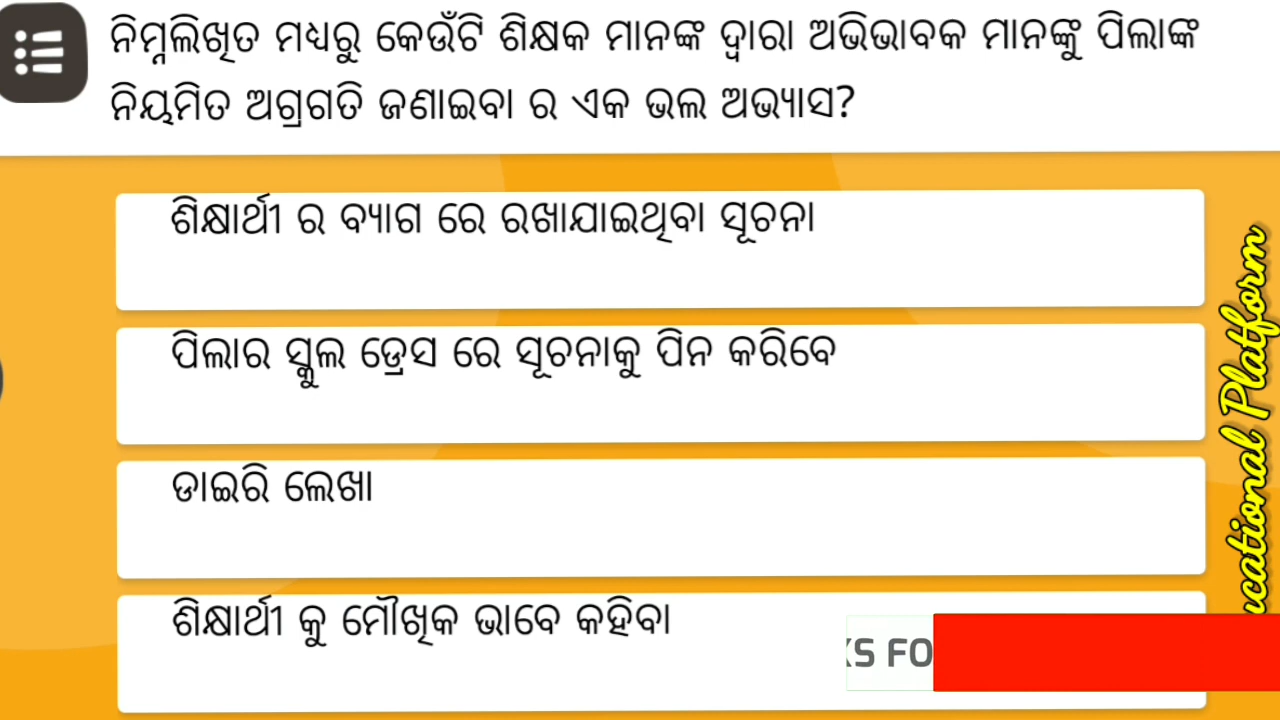 ନିମ୍ନଲିଖିତ ମଧ୍ୟରୁ କେଉଁଟି ଶିକ୍ଷକ ମାନଙ୍କ ଦ୍ୱାରା ଅଭିଭାବକ ମାନଙ୍କୁ ପିଲାଙ୍କ
ନିୟମିତ ଅଗ୍ରଗତି ଜଣାଇବା ର ଏକ ଭଲ ଅଭ୍ୟାସ?
ଶିକ୍ଷାର୍ଥୀ ର ବ୍ୟାଗ ରେ ରଖାଯାଇଥିବା ସୂଚନା
ପିଲାର ସ୍କୁଲ ଡ୍ରେସ ରେ ସୂଚନାକୁ ପିନ କରିବେ
ଡାଇରି ଲେଖା
ଶିକ୍ଷାର୍ଥୀ କୁ ମୌଖିକ ଭାବେ କହିବା
Platform